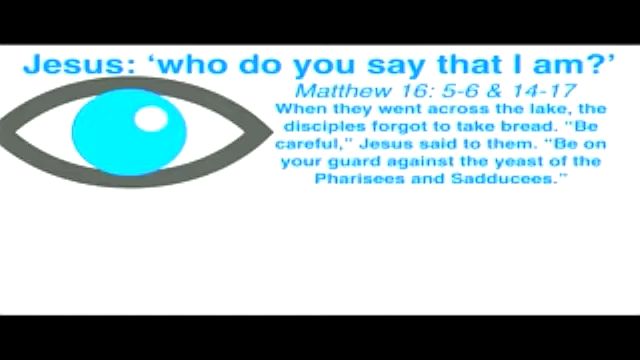 Jesus: ‘who do you say that I am?’
Matthew 16: 5-6 & 14-17
When they went across the lake, the
disciples forgot to take bread. “Be
careful,” Jesus said to them. “Be on
your guard against the yeast of the
Pharisees and Sadducees.”